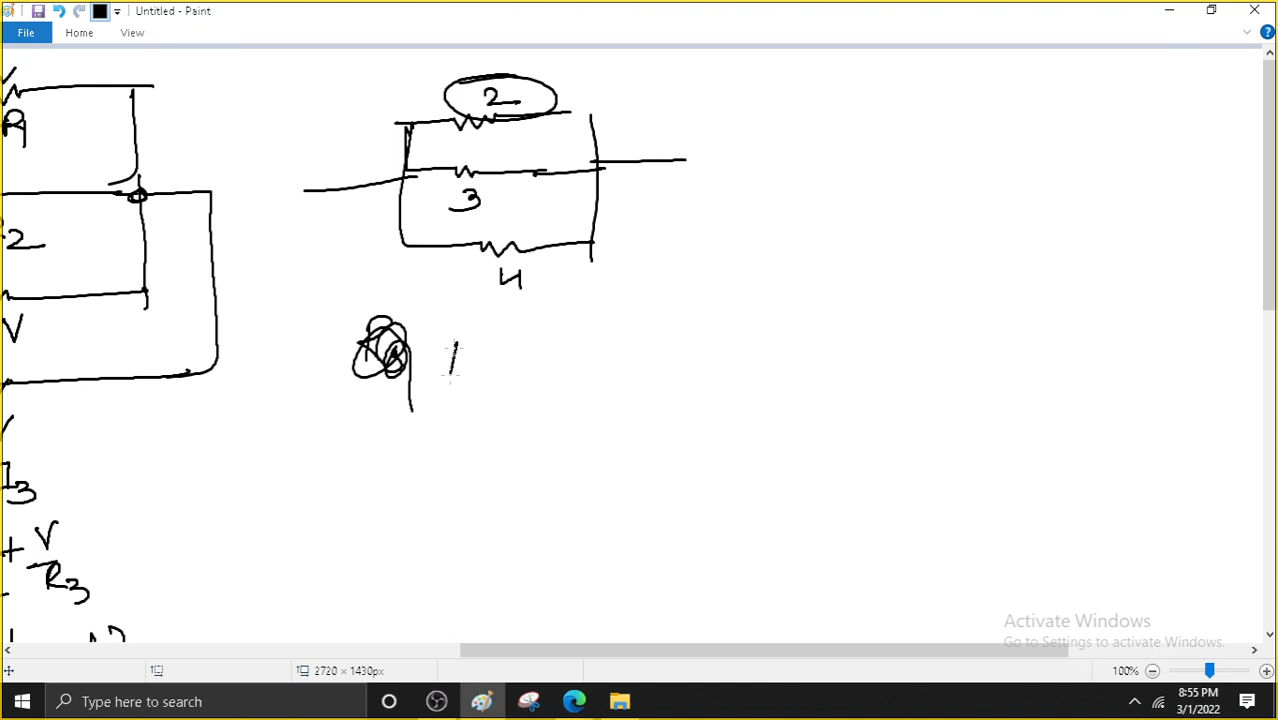 Untitled - Paint
File Home View
2
R
3
2
4
V
I3
+ V
R3
Activate Windows
Go to Settings to activate Windows.
2720 × 1430px
100%
Type here to search
8:55 PM
3/1/2022